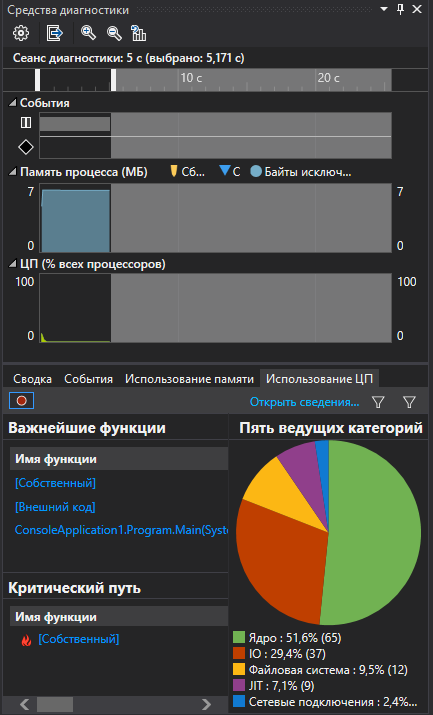 Средства диагностики
Сеанс диагностики: 5 с (выбрано: 5,171 с)
10 с
20 с
События
Память процесса (МБ)
Сб...
С
Байты исключ...
7
7
0
0
ЦП (% всех процессоров)
100
100
0
0
Сводка События Использование памяти Использование ЦП
Открыть сведения...
Важнейшие функции
Имя функции
[Собственный]
[Внешний код]
ConsoleApplication1.Program.Main(Syste
Критический путь
Имя функции
[Собственный]
Пять ведущих категорий
Ядро : 51,6% (65)
IO : 29,4% (37)
Файловая система : 9,5% (12)
JIT : 7,1% (9)
Сетевые подключения : 2,4%...